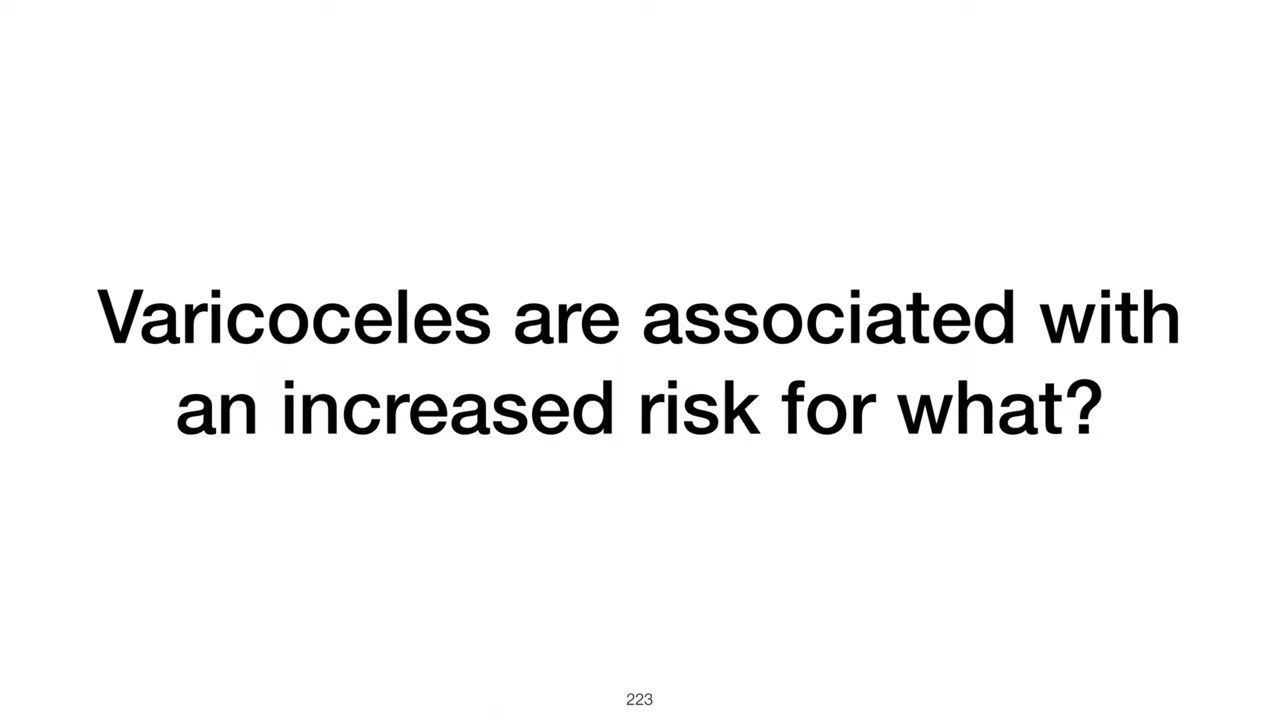 Varicoceles are associated with
an increased risk for what?
223